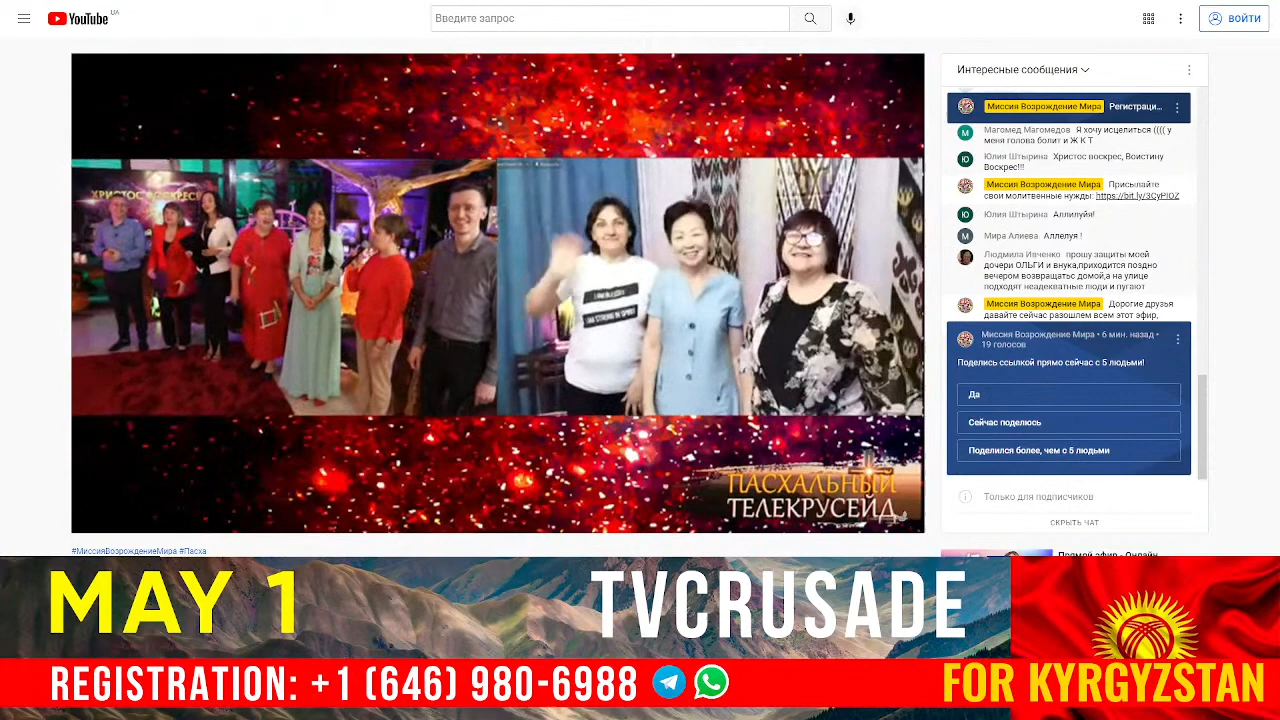 YouTube UA
Введите запрос
ВОЙТИ
ХРИСТОС ВОСКРЕС
ПАСХАЛЬНЫЙ
ТЕЛЕКРУСЕЙД
Интересные сообщения
Миссия Возрождение Мира Регистраци...
М Магомед Магомедов Я хочу исцелиться (((( у
меня голова болит и Ж К Т
Ю Юлия Штырина Христос воскрес, Воистину
Воскрес!!!
Миссия Возрождение Мира Присылайте
свои молитвенные нужды:
Ю Юлия Штырина Аллилуйя!
М Мира Алиева Аллелуя !
Людмила Ивченко прошу защиты моей
дочери ОЛЬГИ и внука,приходится поздно
вечером возвращатьс домой,а на улице
подходят неадекватные люди и пугают
Миссия Возрождение Мира Дорогие друзья
давайте сейчас разошлем всем этот эфир,
Миссия Возрождение Мира • 6 мин. назад •
19 голосов
Поделись ссылкой прямо сейчас с 5 людьми!
Да
Сейчас поделюсь
Поделился более, чем с 5 людьми
Только для подписчиков
СКРЫТЬ ЧАТ
#МиссияВозрождениеМира #Пасха
Прямой эфир - Онлайн
MAY 1
TVCRUSADE
REGISTRATION: +1 (646) 980-6988
FOR KYRGYZSTAN